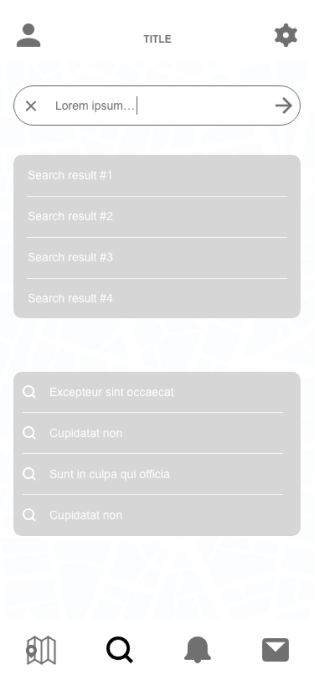 TITLE
Lorem ipsum...
Search result #1
Search result #2
Search result #3
Search result #4
Excepteur sint occaecat
Cupidatat non
Sunt in culpa qui officia
Cupidatat non